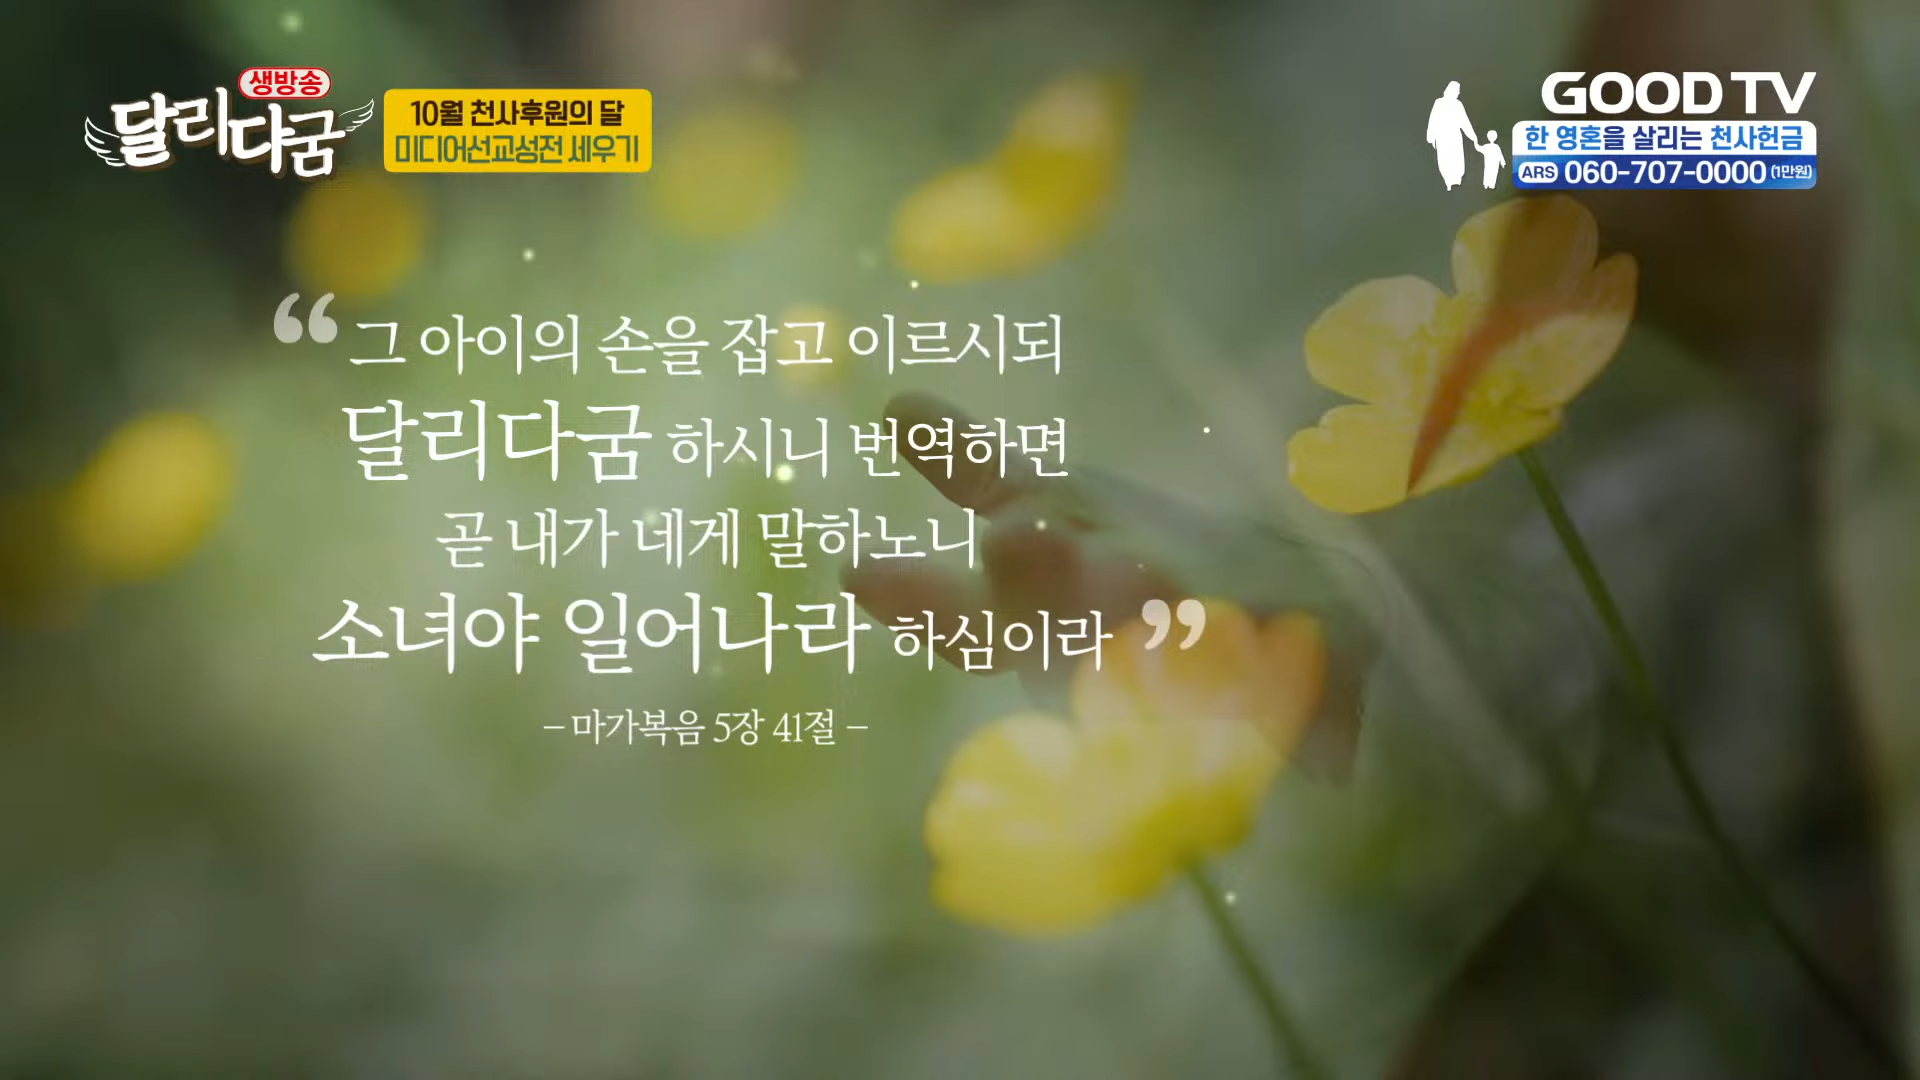 생방송
달리다굼
10월 천사후원의 달
미디어선교성전 세우기
GOOD TV
한 영혼을 살리는 천사헌금
ARS 060-707-0000 (1만원)
“ 그 아이의 손을 잡고 이르시되
달리다굼 하시니 번역하면
곧 내가 네게 말하노니
소녀야 일어나라 하심이라 ”
– 마가복음 5장 41절 –